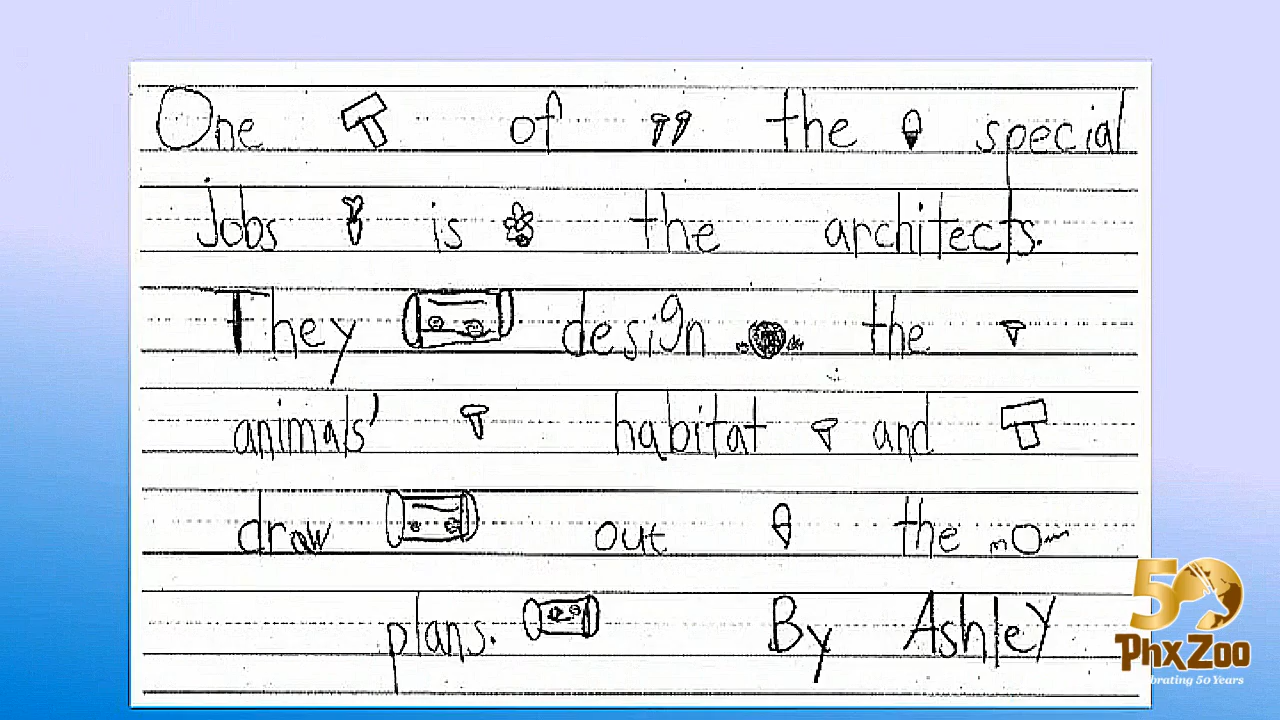 One of the special
Jobs is the architects.
They design the
animals' habitat and
draw out the
plans. By Ashley
50
PhxZoo
brating 50 Years